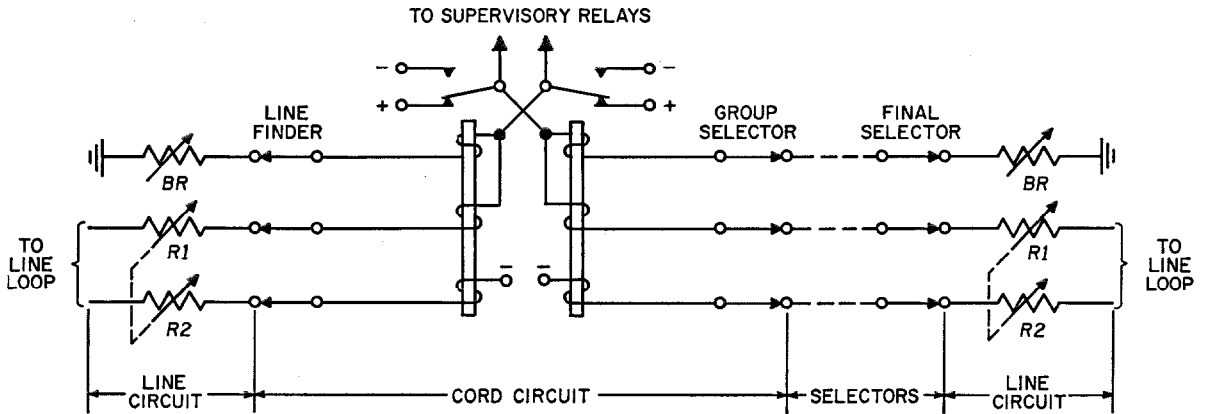 TO SUPERVISORY RELAYS
− −
+ +
LINE
FINDER
GROUP
SELECTOR
FINAL
SELECTOR
BR BR
TO
LINE
LOOP
R1 R1
TO
LINE
LOOP
− −
R2 R2
LINE
CIRCUIT
CORD CIRCUIT
SELECTORS
LINE
CIRCUIT